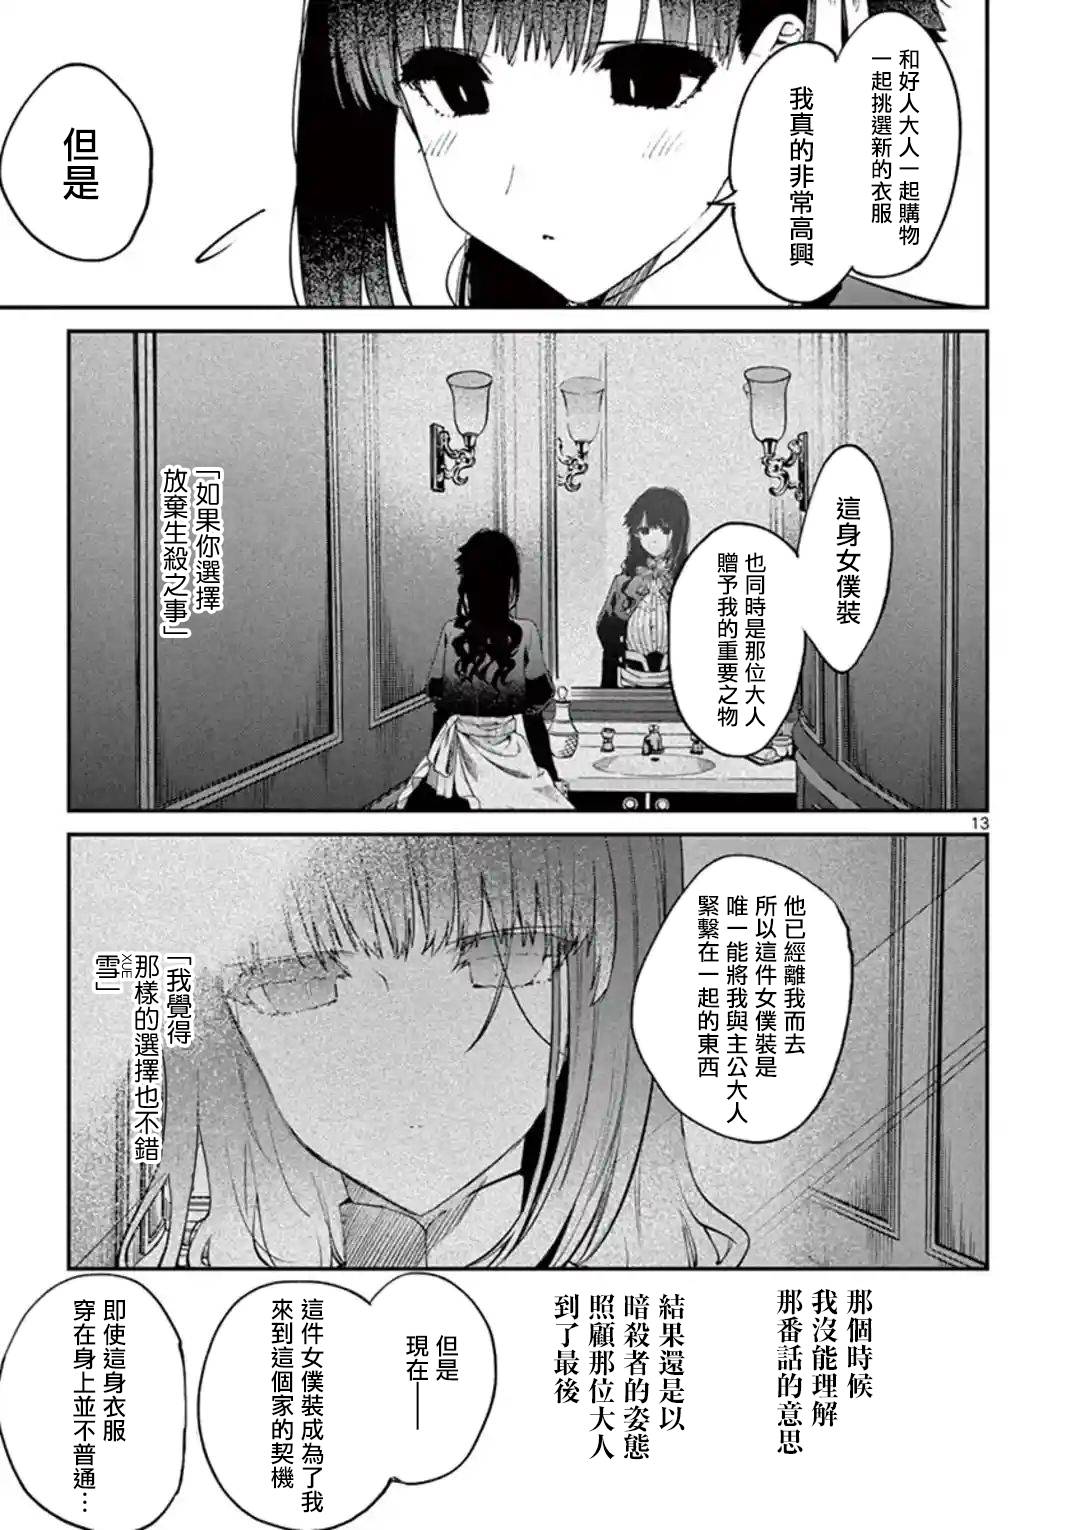 和好人大人一起購物
一起挑選新的衣服
我真的非常高興
但是
這身女僕裝
也同時是那位大人
贈予我的重要之物
「如果你選擇
放棄生殺之事」
13
他已經離我而去
所以這件女僕裝是
唯一能將我與主公大人
緊繫在一起的東西
「我覺得
那樣的選擇也不錯
XUE
雪」
那個時候
我沒能理解
那番話的意思
結果還是以
暗殺者的姿態
照顧那位大人
到了最後
但是
現在——
這件女僕裝成為了我
來到這個家的契機
即使這身衣服
穿在身上並不普通…